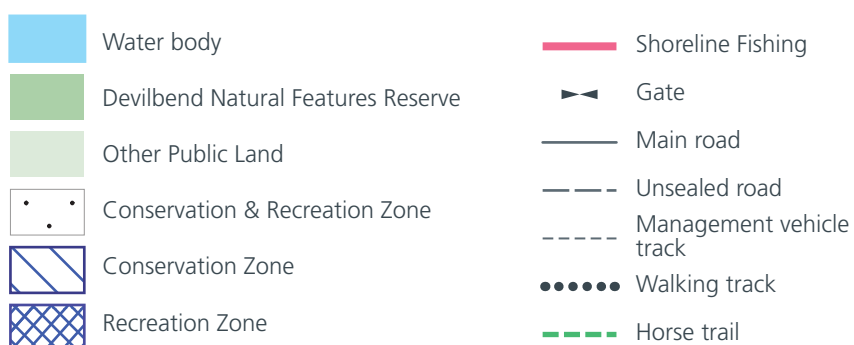 Water body
Devilbend Natural Features Reserve
Other Public Land
Conservation & Recreation Zone
Conservation Zone
Recreation Zone
Shoreline Fishing
Gate
Main road
Unsealed road
Management vehicle
track
Walking track
Horse trail